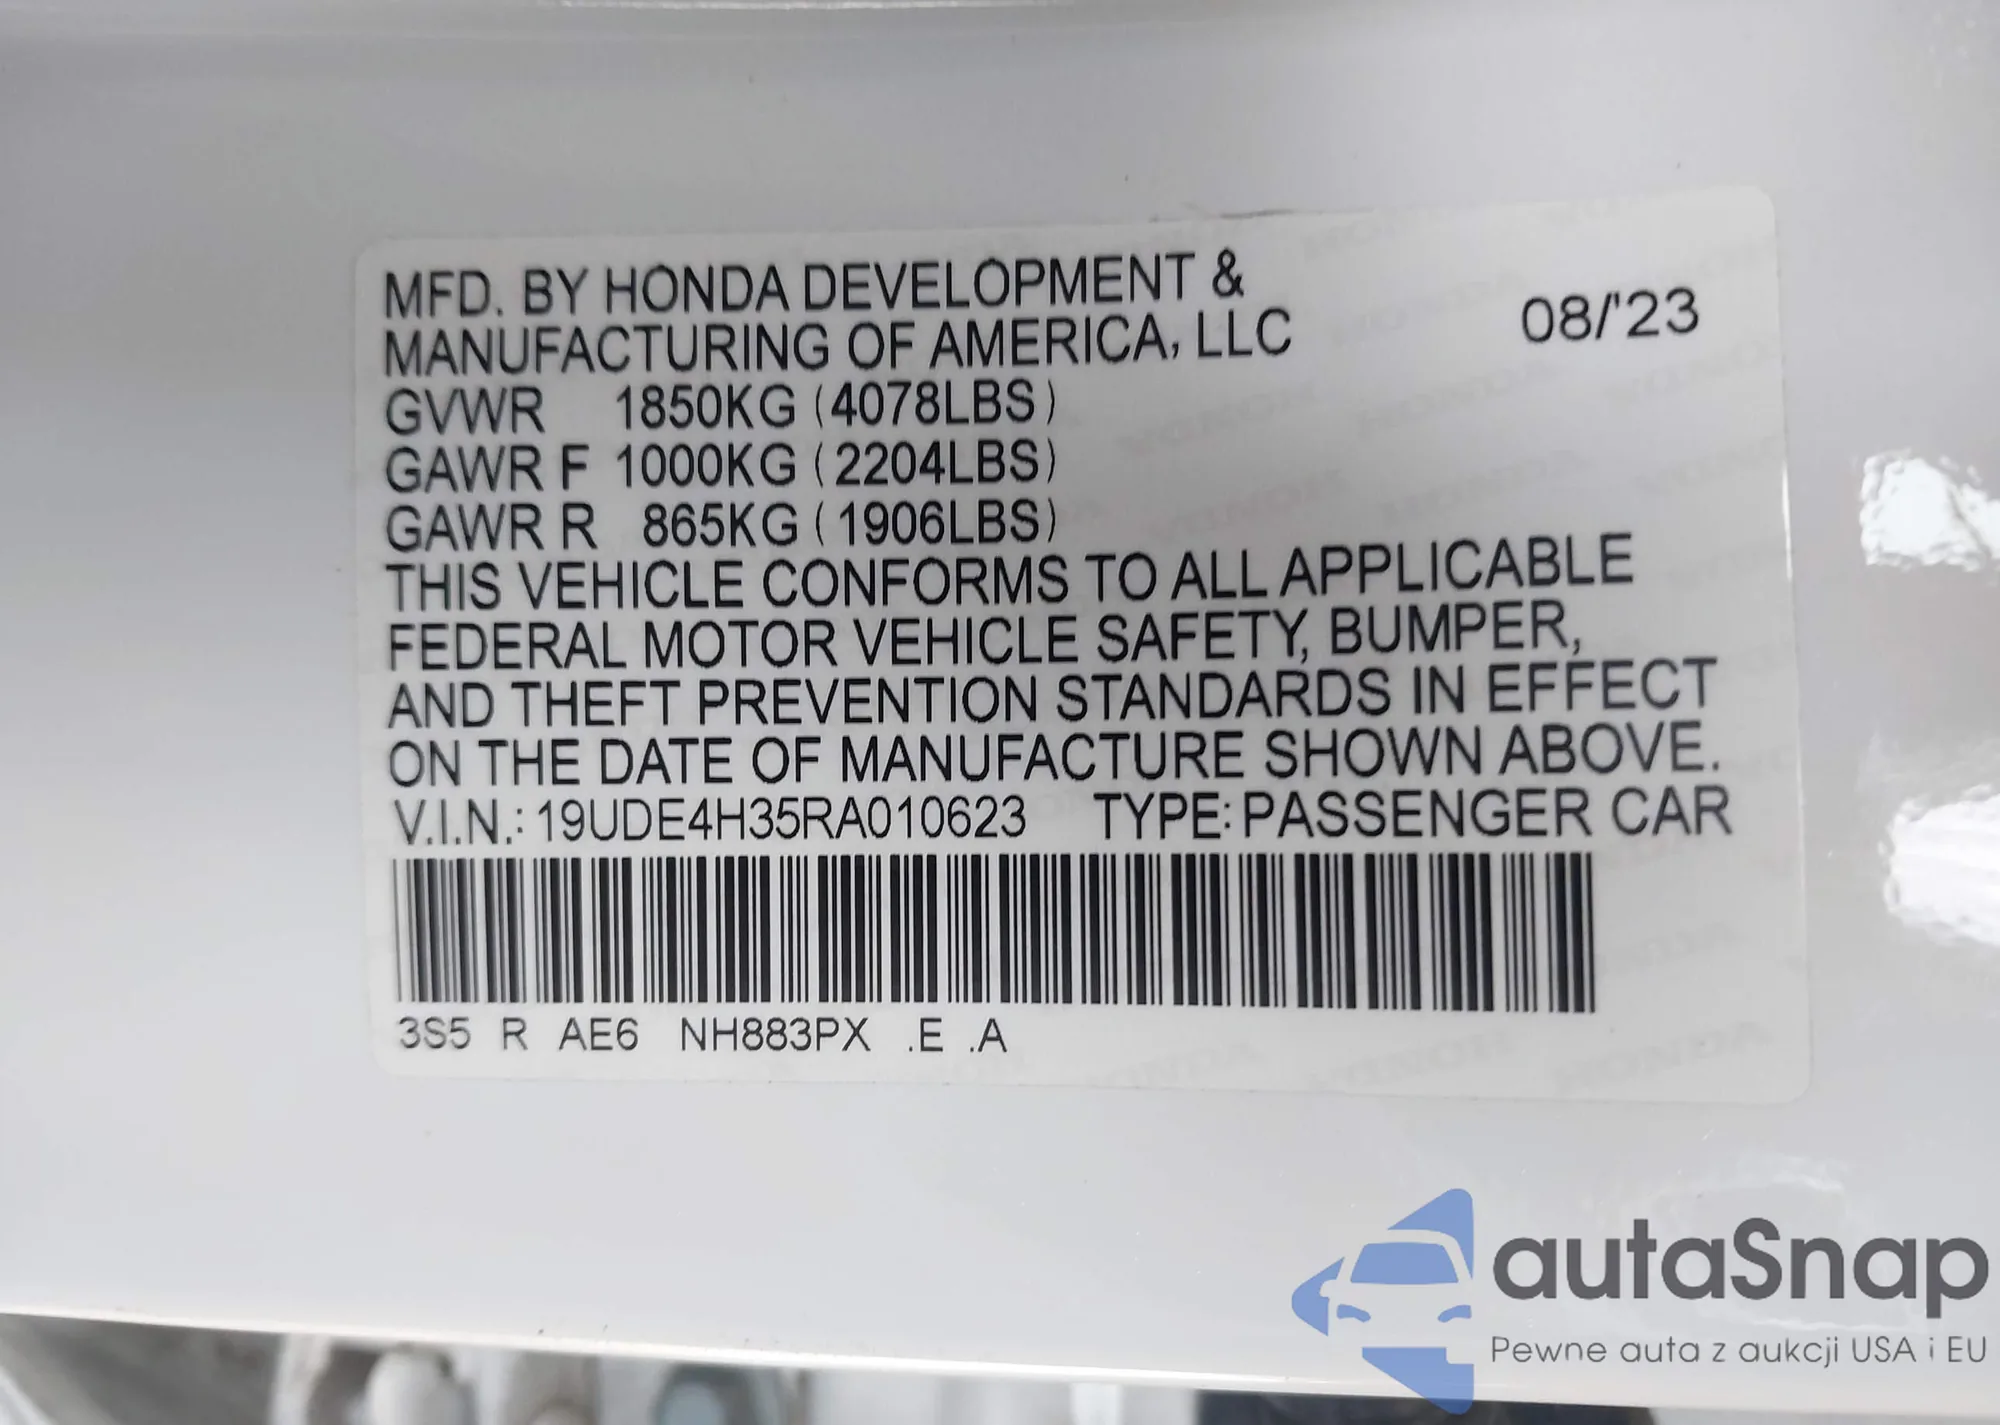 MFD. BY HONDA DEVELOPMENT &
MANUFACTURING OF AMERICA, LLC 08/'23
GVWR 1850KG (4078LBS)
GAWR F 1000KG (2204LBS)
GAWR R 865KG (1906LBS)
THIS VEHICLE CONFORMS TO ALL APPLICABLE
FEDERAL MOTOR VEHICLE SAFETY, BUMPER,
AND THEFT PREVENTION STANDARDS IN EFFECT
ON THE DATE OF MANUFACTURE SHOWN ABOVE.
V.I.N.: 19UDE4H35RA010623 TYPE: PASSENGER CAR
3S5 R AE6 NH883PX .E .A
autaSnap
Pewne auta z aukcji USA i EU